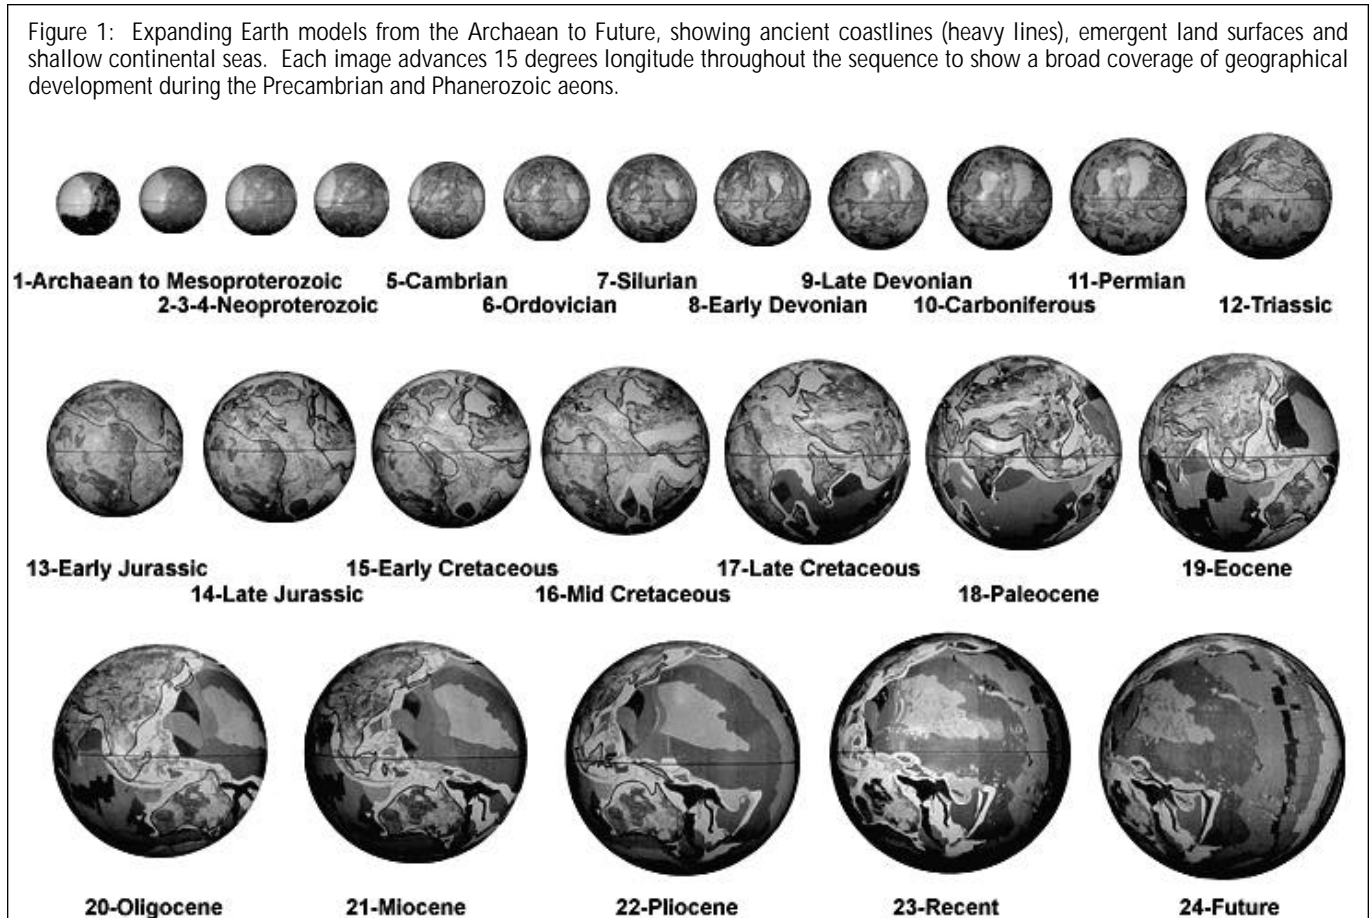 Figure 1: Expanding Earth models from the Archaean to Future, showing ancient coastlines (heavy lines), emergent land surfaces and
shallow continental seas. Each image advances 15 degrees longitude throughout the sequence to show a broad coverage of geographical
development during the Precambrian and Phanerozoic aeons.
1-Archaean to Mesoproterozoic
5-Cambrian
7-Silurian
9-Late Devonian
11-Permian
2-3-4-Neoproterozoic
6-Ordovician
8-Early Devonian
10-Carboniferous
12-Triassic
13-Early Jurassic
15-Early Cretaceous
17-Late Cretaceous
19-Eocene
14-Late Jurassic
16-Mid Cretaceous
18-Paleocene
20-Oligocene
21-Miocene
22-Pliocene
23-Recent
24-Future